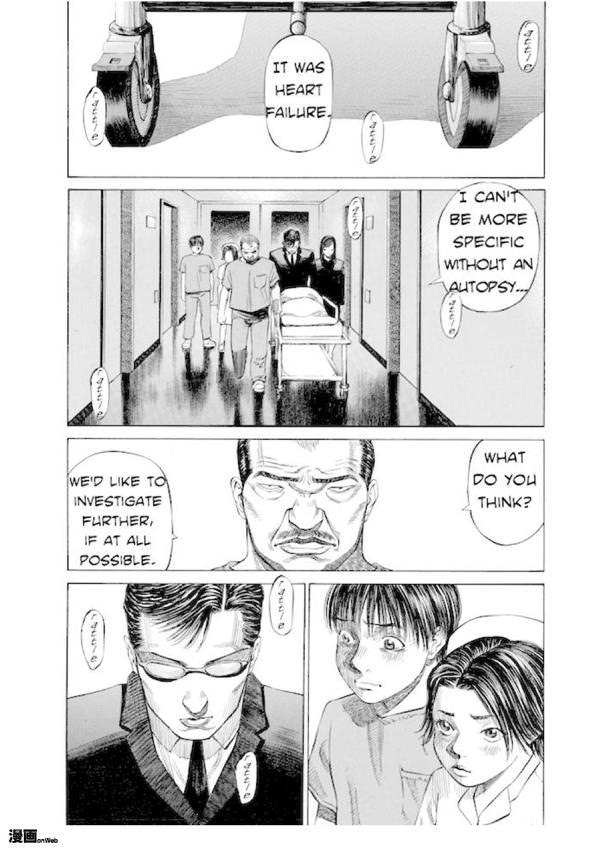 rattle
IT WAS
HEART
FAILURE.
rattle
rattle
rattle
I CAN'T
BE MORE
SPECIFIC
WITHOUT AN
AUTOPSY...
rattle
rattle
WHAT
DO YOU
THINK?
WE'D LIKE TO
INVESTIGATE
FURTHER,
IF AT ALL
POSSIBLE.
rattle
rattle
rattle
漫画onWeb